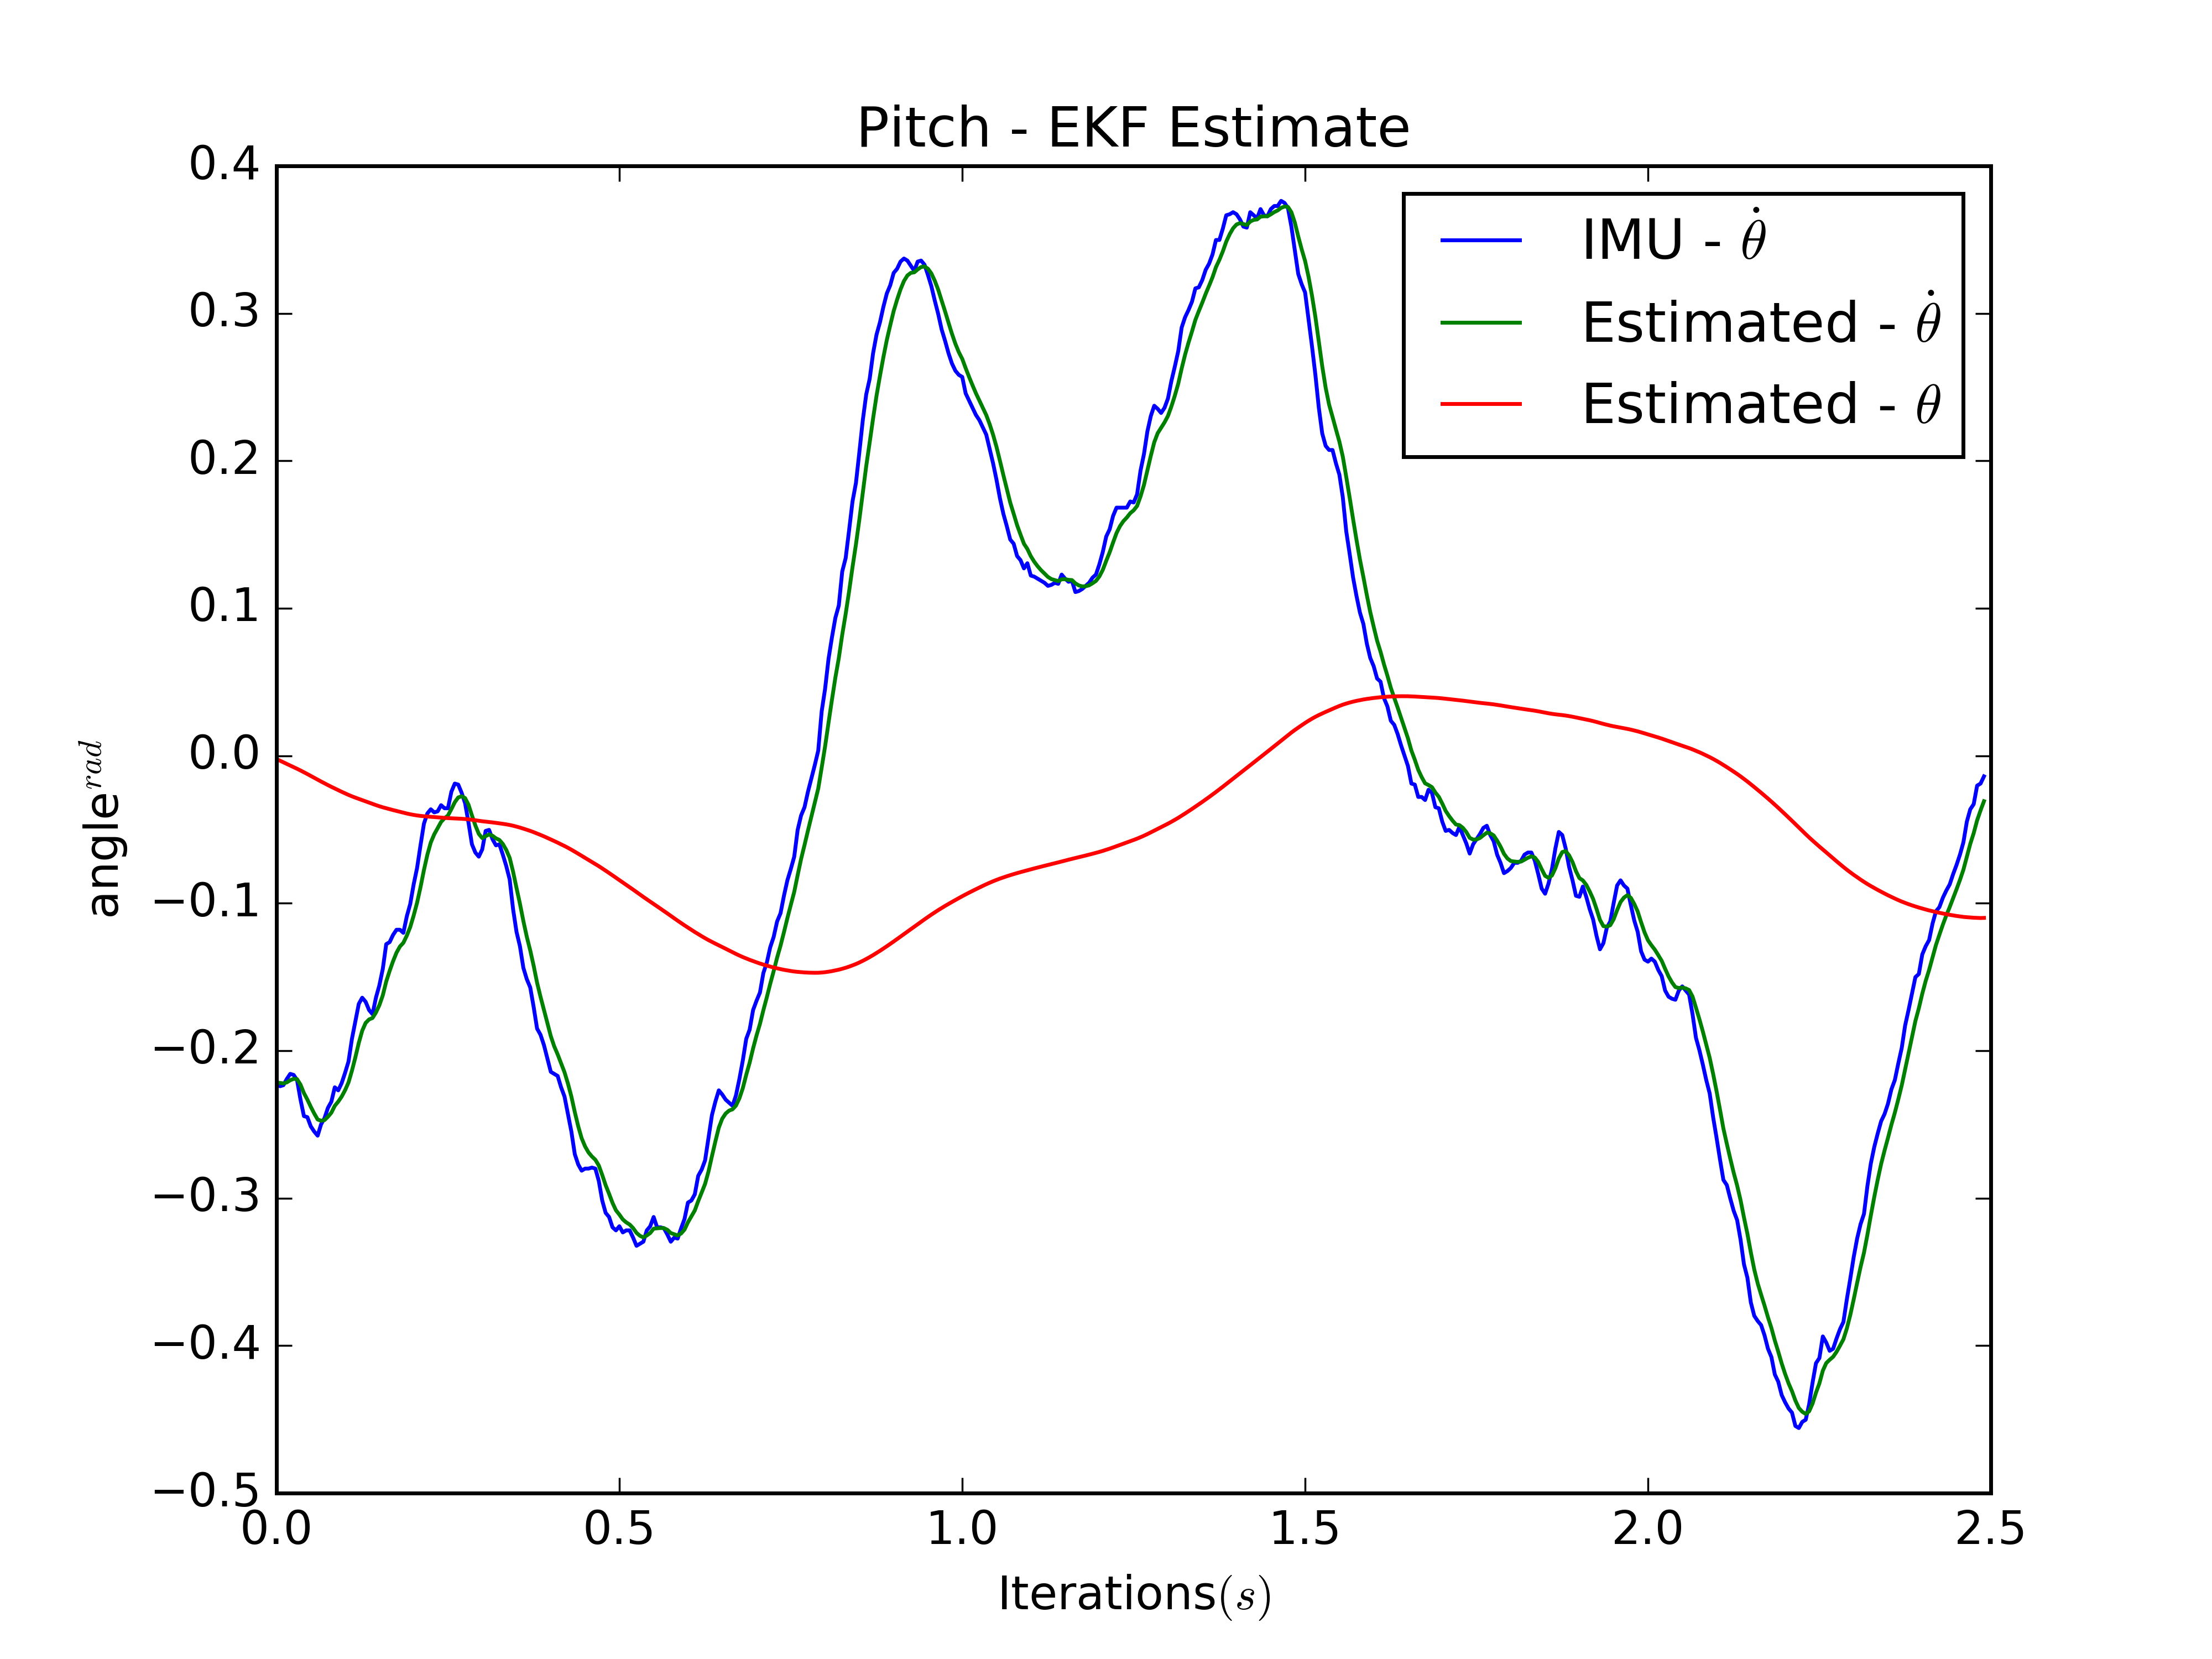 Pitch - EKF Estimate
0.4
0.3
0.2
0.1
0.0
−0.1
−0.2
−0.3
−0.4
−0.5
angle^{rad}
IMU - θ̇
Estimated - θ̇
Estimated - θ
0.0 0.5 1.0 1.5 2.0 2.5
Iterations(s)